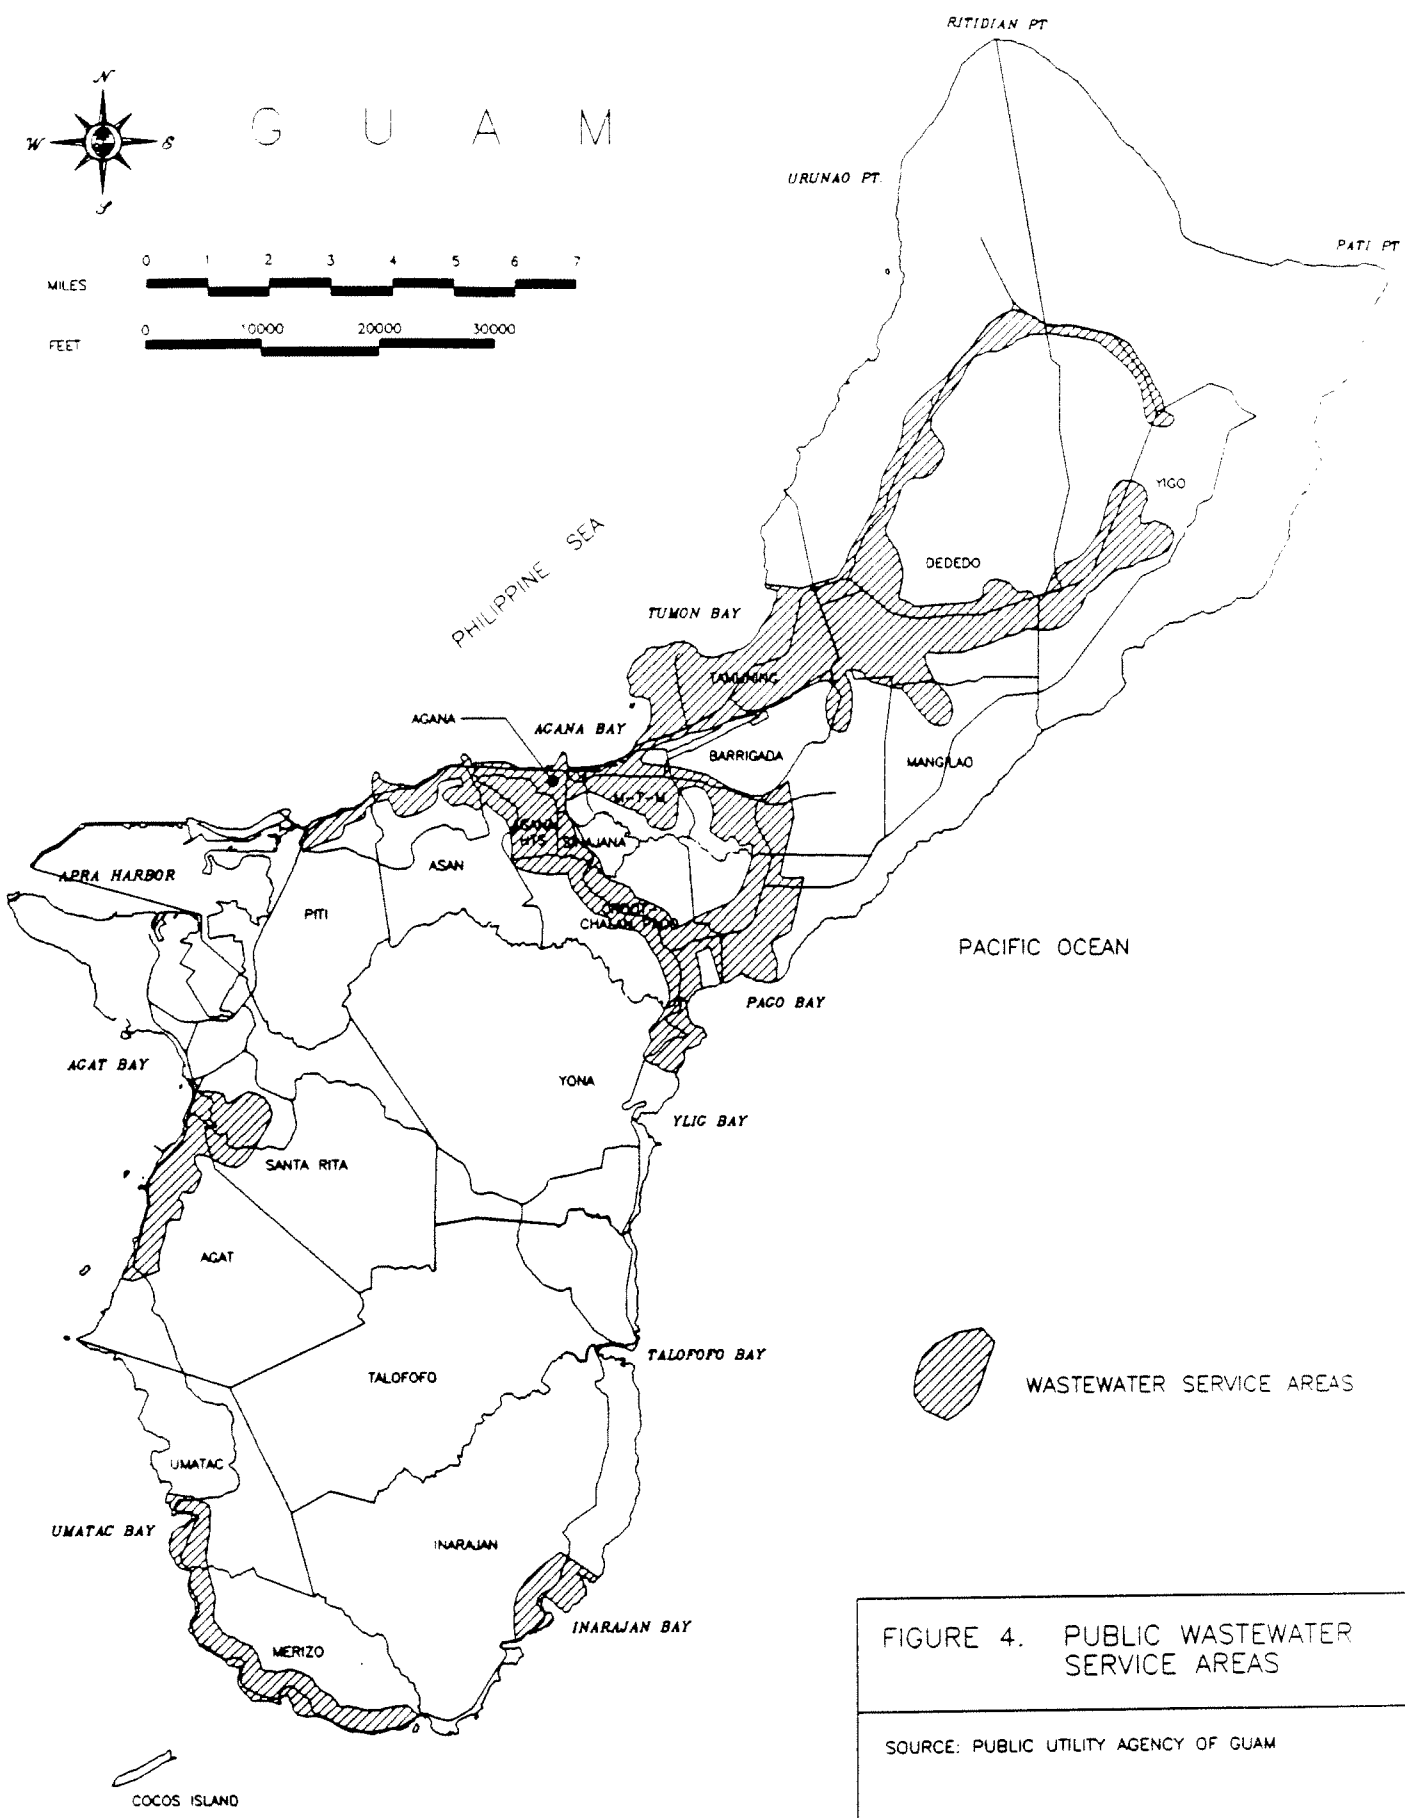 RITIDIAN PT
N
W
E
S
G U A M
URUNAO PT.
PATI PT
MILES
0 1 2 3 4 5 6 7
FEET
0 10000 20000 30000
YIGO
DEDEDO
PHILIPPINE SEA
TUMON BAY
TAMUNING
AGANA
AGANA BAY
BARRIGADA
MANGILAO
M-T-M
AGANA
HTS
SINAJANA
APRA HARBOR
ASAN
PITI
CHALAN PAGO
PACIFIC OCEAN
PAGO BAY
AGAT BAY
YONA
YLIG BAY
SANTA RITA
AGAT
TALOFOFO BAY
TALOFOFO
WASTEWATER SERVICE AREAS
UMATAC
UMATAC BAY
INARAJAN
INARAJAN BAY
MERIZO
FIGURE 4. PUBLIC WASTEWATER
SERVICE AREAS
SOURCE: PUBLIC UTILITY AGENCY OF GUAM
COCOS ISLAND